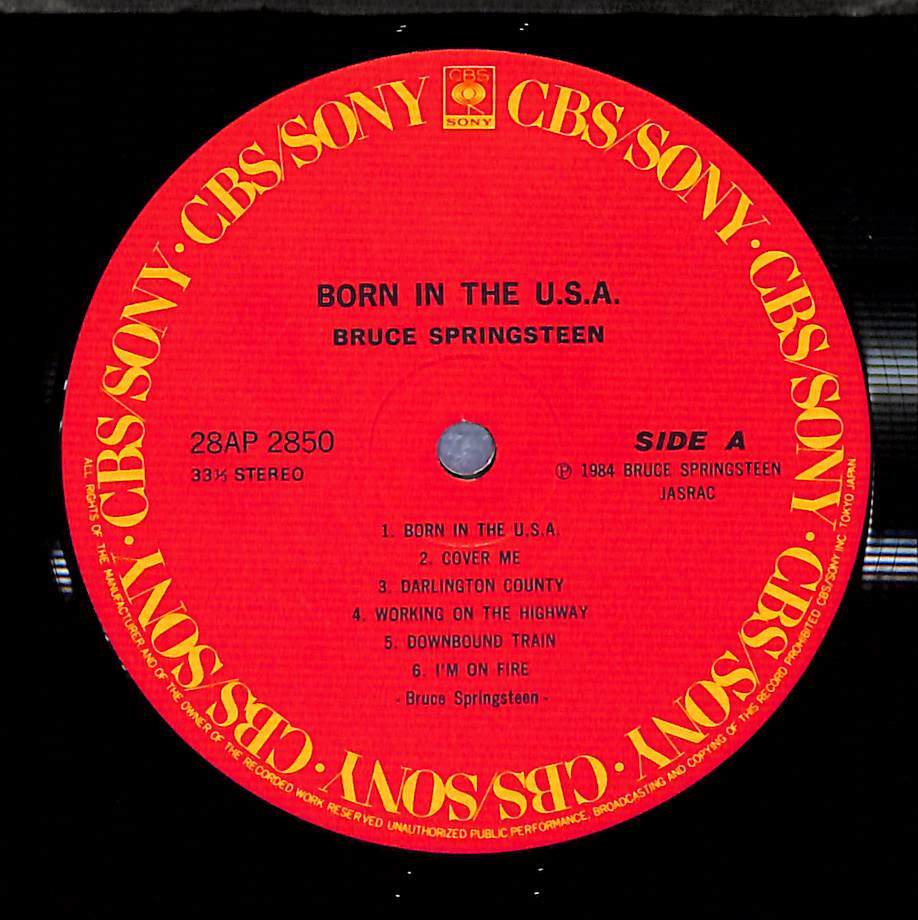 CBS
SONY
CBS/SONY · CBS/SONY · CBS/SONY · CBS/SONY · CBS/SONY · CBS/SONY · CBS/SONY · CBS/SONY
BORN IN THE U.S.A.
BRUCE SPRINGSTEEN
28AP 2850
33⅓ STEREO
SIDE A
Ⓟ 1984 BRUCE SPRINGSTEEN
JASRAC
1. BORN IN THE U.S.A.
2. COVER ME
3. DARLINGTON COUNTY
4. WORKING ON THE HIGHWAY
5. DOWNBOUND TRAIN
6. I'M ON FIRE
- Bruce Springsteen -
ALL RIGHTS OF THE MANUFACTURER AND OF THE OWNER OF THE RECORDED WORK RESERVED UNAUTHORIZED PUBLIC PERFORMANCE, BROADCASTING AND COPYING OF THIS RECORD PROHIBITED CBS/SONY INC TOKYO JAPAN